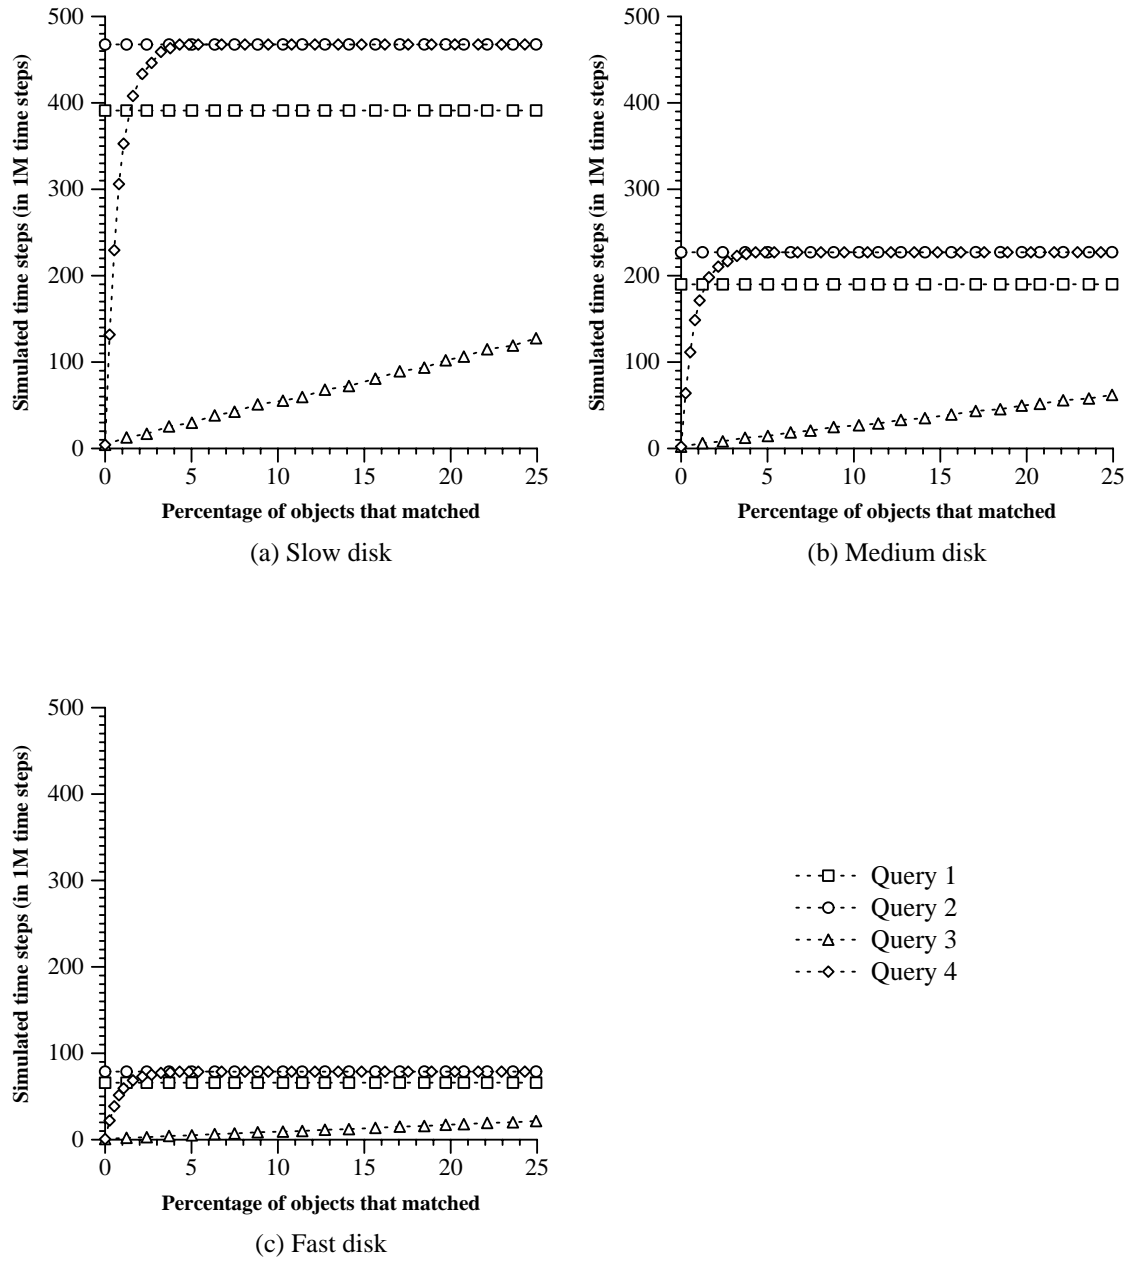 500
400
300
200
100
0
Simulated time steps (in 1M time steps)
0 5 10 15 20 25
Percentage of objects that matched
(a) Slow disk
500
400
300
200
100
0
Simulated time steps (in 1M time steps)
0 5 10 15 20 25
Percentage of objects that matched
(b) Medium disk
500
400
300
200
100
0
Simulated time steps (in 1M time steps)
0 5 10 15 20 25
Percentage of objects that matched
(c) Fast disk
Query 1
Query 2
Query 3
Query 4